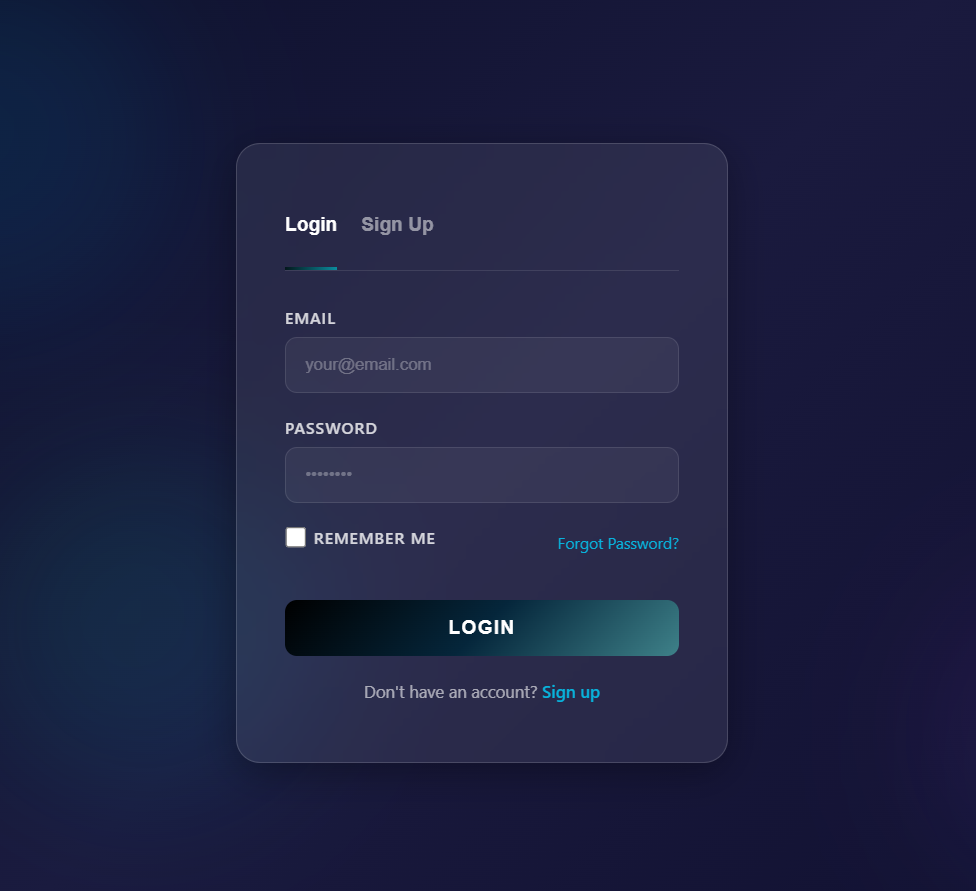 Login Sign Up
EMAIL
your@email.com
PASSWORD
••••••••
REMEMBER ME Forgot Password?
LOGIN
Don't have an account? Sign up